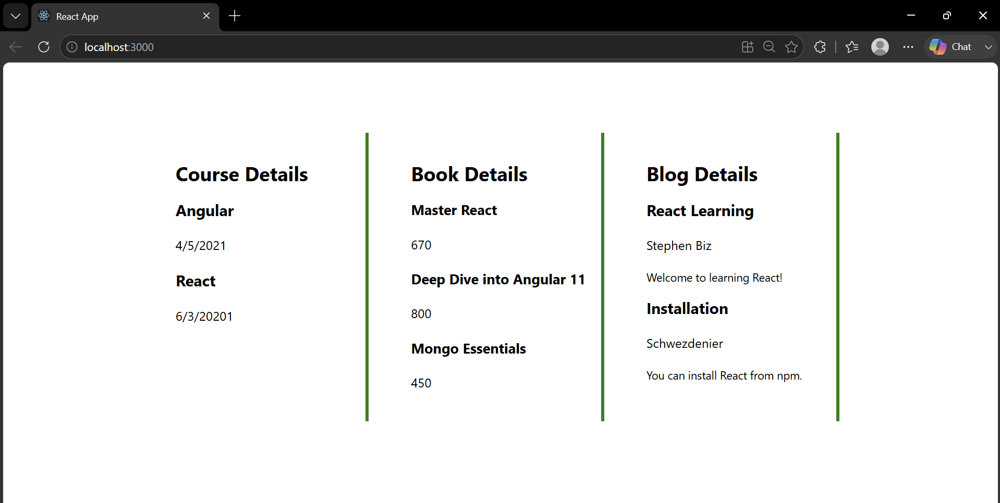 React App
localhost:3000
Chat
Course Details
Angular
4/5/2021
React
6/3/20201
Book Details
Master React
670
Deep Dive into Angular 11
800
Mongo Essentials
450
Blog Details
React Learning
Stephen Biz
Welcome to learning React!
Installation
Schwezdenier
You can install React from npm.